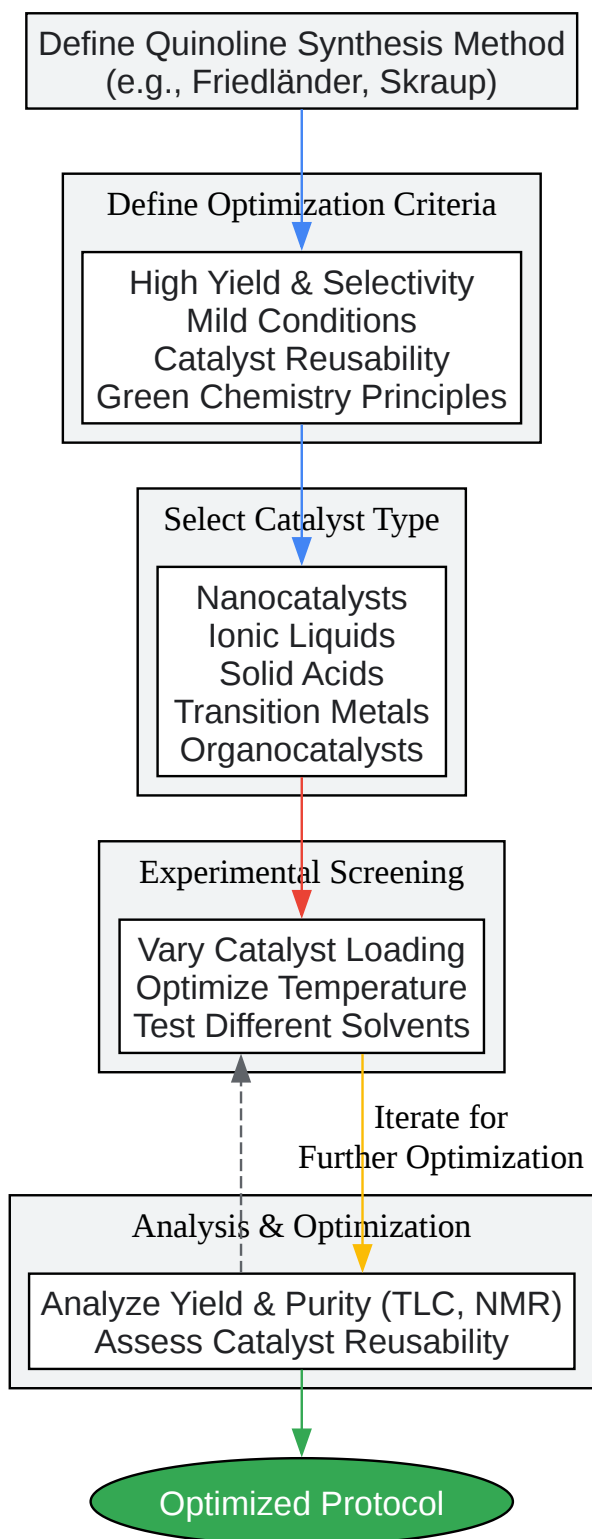 Define Quinoline Synthesis Method
(e.g., Friedländer, Skraup)
Define Optimization Criteria
High Yield & Selectivity
Mild Conditions
Catalyst Reusability
Green Chemistry Principles
Select Catalyst Type
Nanocatalysts
Ionic Liquids
Solid Acids
Transition Metals
Organocatalysts
Experimental Screening
Vary Catalyst Loading
Optimize Temperature
Test Different Solvents
Iterate for
Further Optimization
Analysis & Optimization
Analyze Yield & Purity (TLC, NMR)
Assess Catalyst Reusability
Optimized Protocol